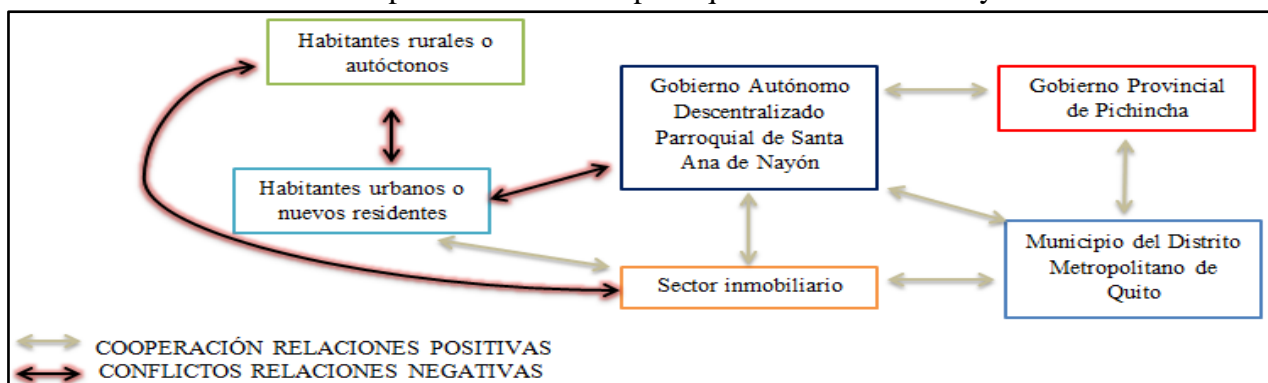 Habitantes rurales o
autóctonos
Gobierno Autónomo
Descentralizado
Parroquial de Santa
Ana de Nayón
Gobierno Provincial
de Pichincha
Habitantes urbanos o
nuevos residentes
Sector inmobiliario
Municipio del Distrito
Metropolitano de
Quito
COOPERACIÓN RELACIONES POSITIVAS
CONFLICTOS RELACIONES NEGATIVAS